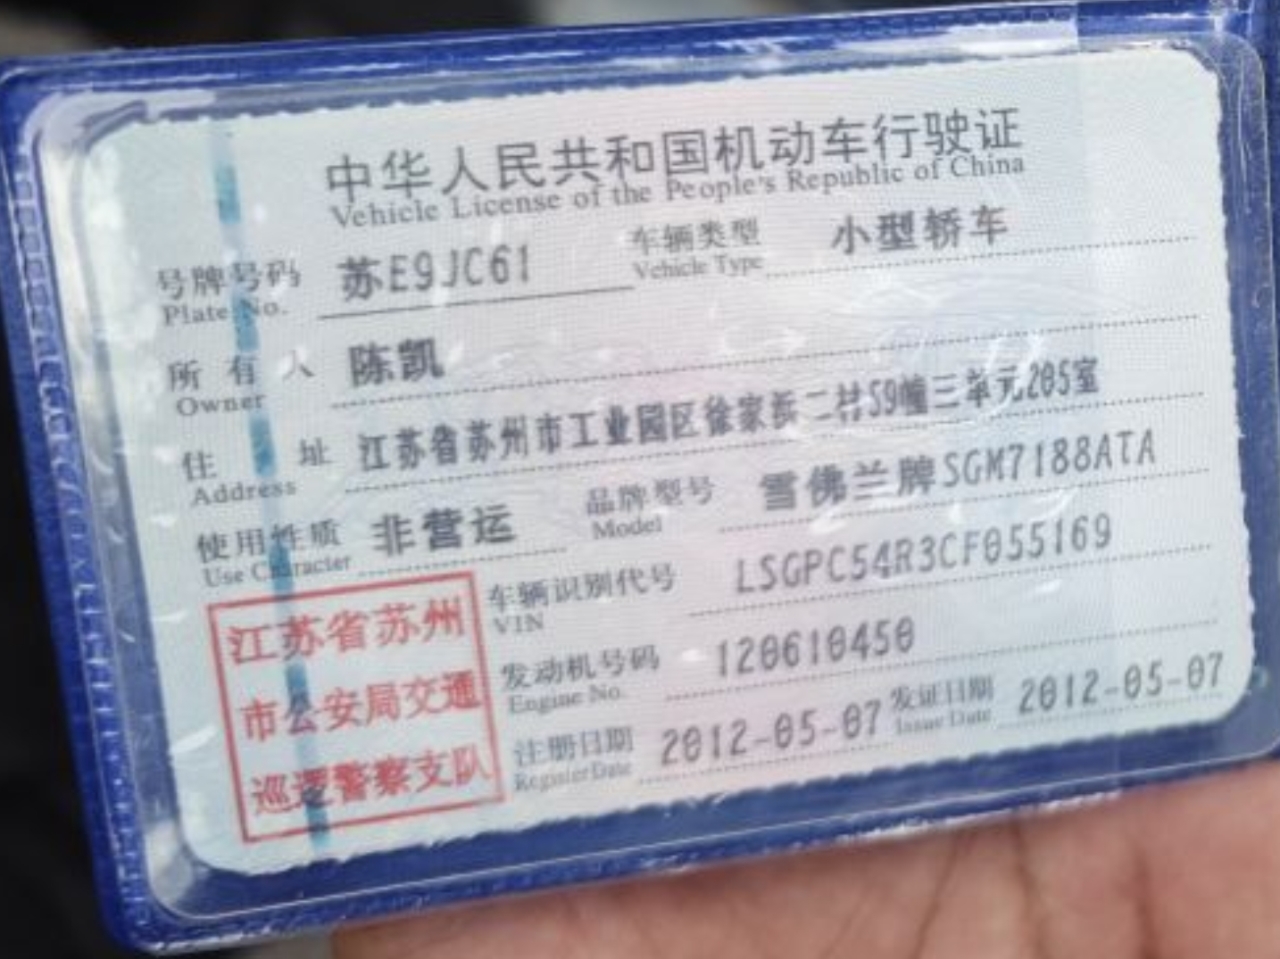 中华人民共和国机动车行驶证
Vehicle License of the People's Republic of China
号牌号码 苏E9JC61 车辆类型 小型轿车
Plate No. Vehicle Type
所有人 陈凯
Owner
住址 江苏省苏州市工业园区徐家浜二村59幢三单元205室
Address
使用性质 非营运 品牌型号 雪佛兰牌SGM7188ATA
Use Character Model
车辆识别代号 LSGPC54R3CF055169
VIN
发动机号码 120610450
Engine No.
注册日期 2012-05-07 发证日期 2012-05-07
Register Date Issue Date
江苏省苏州
市公安局交通
巡逻警察支队